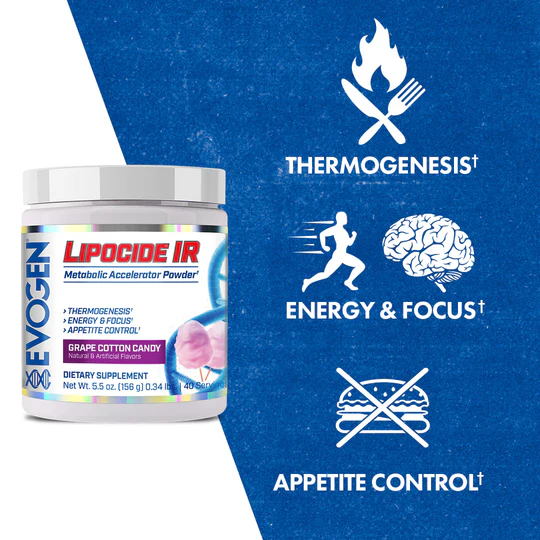 EVOGEN
LIPOCIDE IR
Metabolic Accelerator Powder†
› THERMOGENESIS†
› ENERGY & FOCUS†
› APPETITE CONTROL†
GRAPE COTTON CANDY
Natural & Artificial Flavors
DIETARY SUPPLEMENT
Net Wt. 5.5 oz. (156 g) 0.34 lbs. | 40
THERMOGENESIS†
ENERGY & FOCUS†
APPETITE CONTROL†